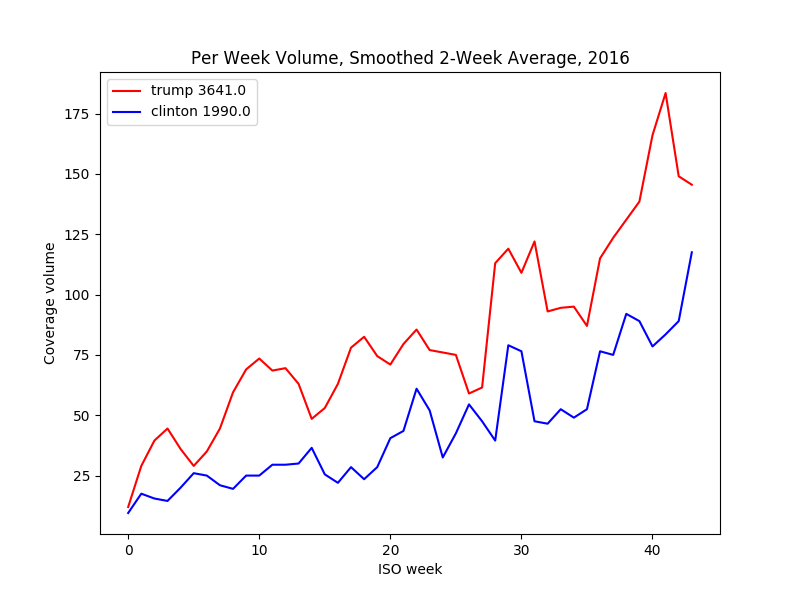 Per Week Volume, Smoothed 2-Week Average, 2016
trump 3641.0
clinton 1990.0
175
150
125
100
75
50
25
Coverage volume
0 10 20 30 40
ISO week